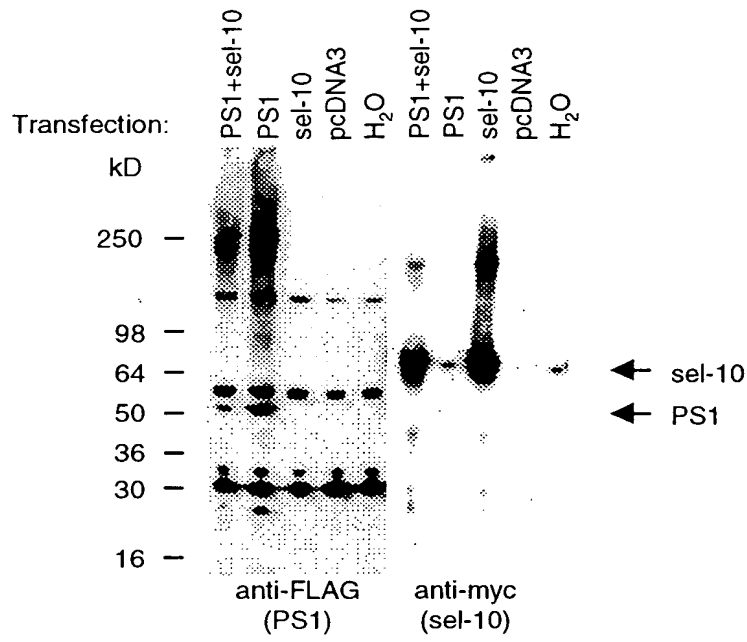 PS1+sel-10
PS1
sel-10
pcDNA3
H₂O
PS1+sel-10
PS1
sel-10
pcDNA3
H₂O
Transfection:
kD
250
98
64
50
36
30
16
sel-10
PS1
anti-FLAG
(PS1)
anti-myc
(sel-10)